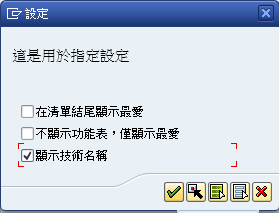 設定
這是用於指定設定
在清單結尾顯示最愛
不顯示功能表，僅顯示最愛
顯示技術名稱